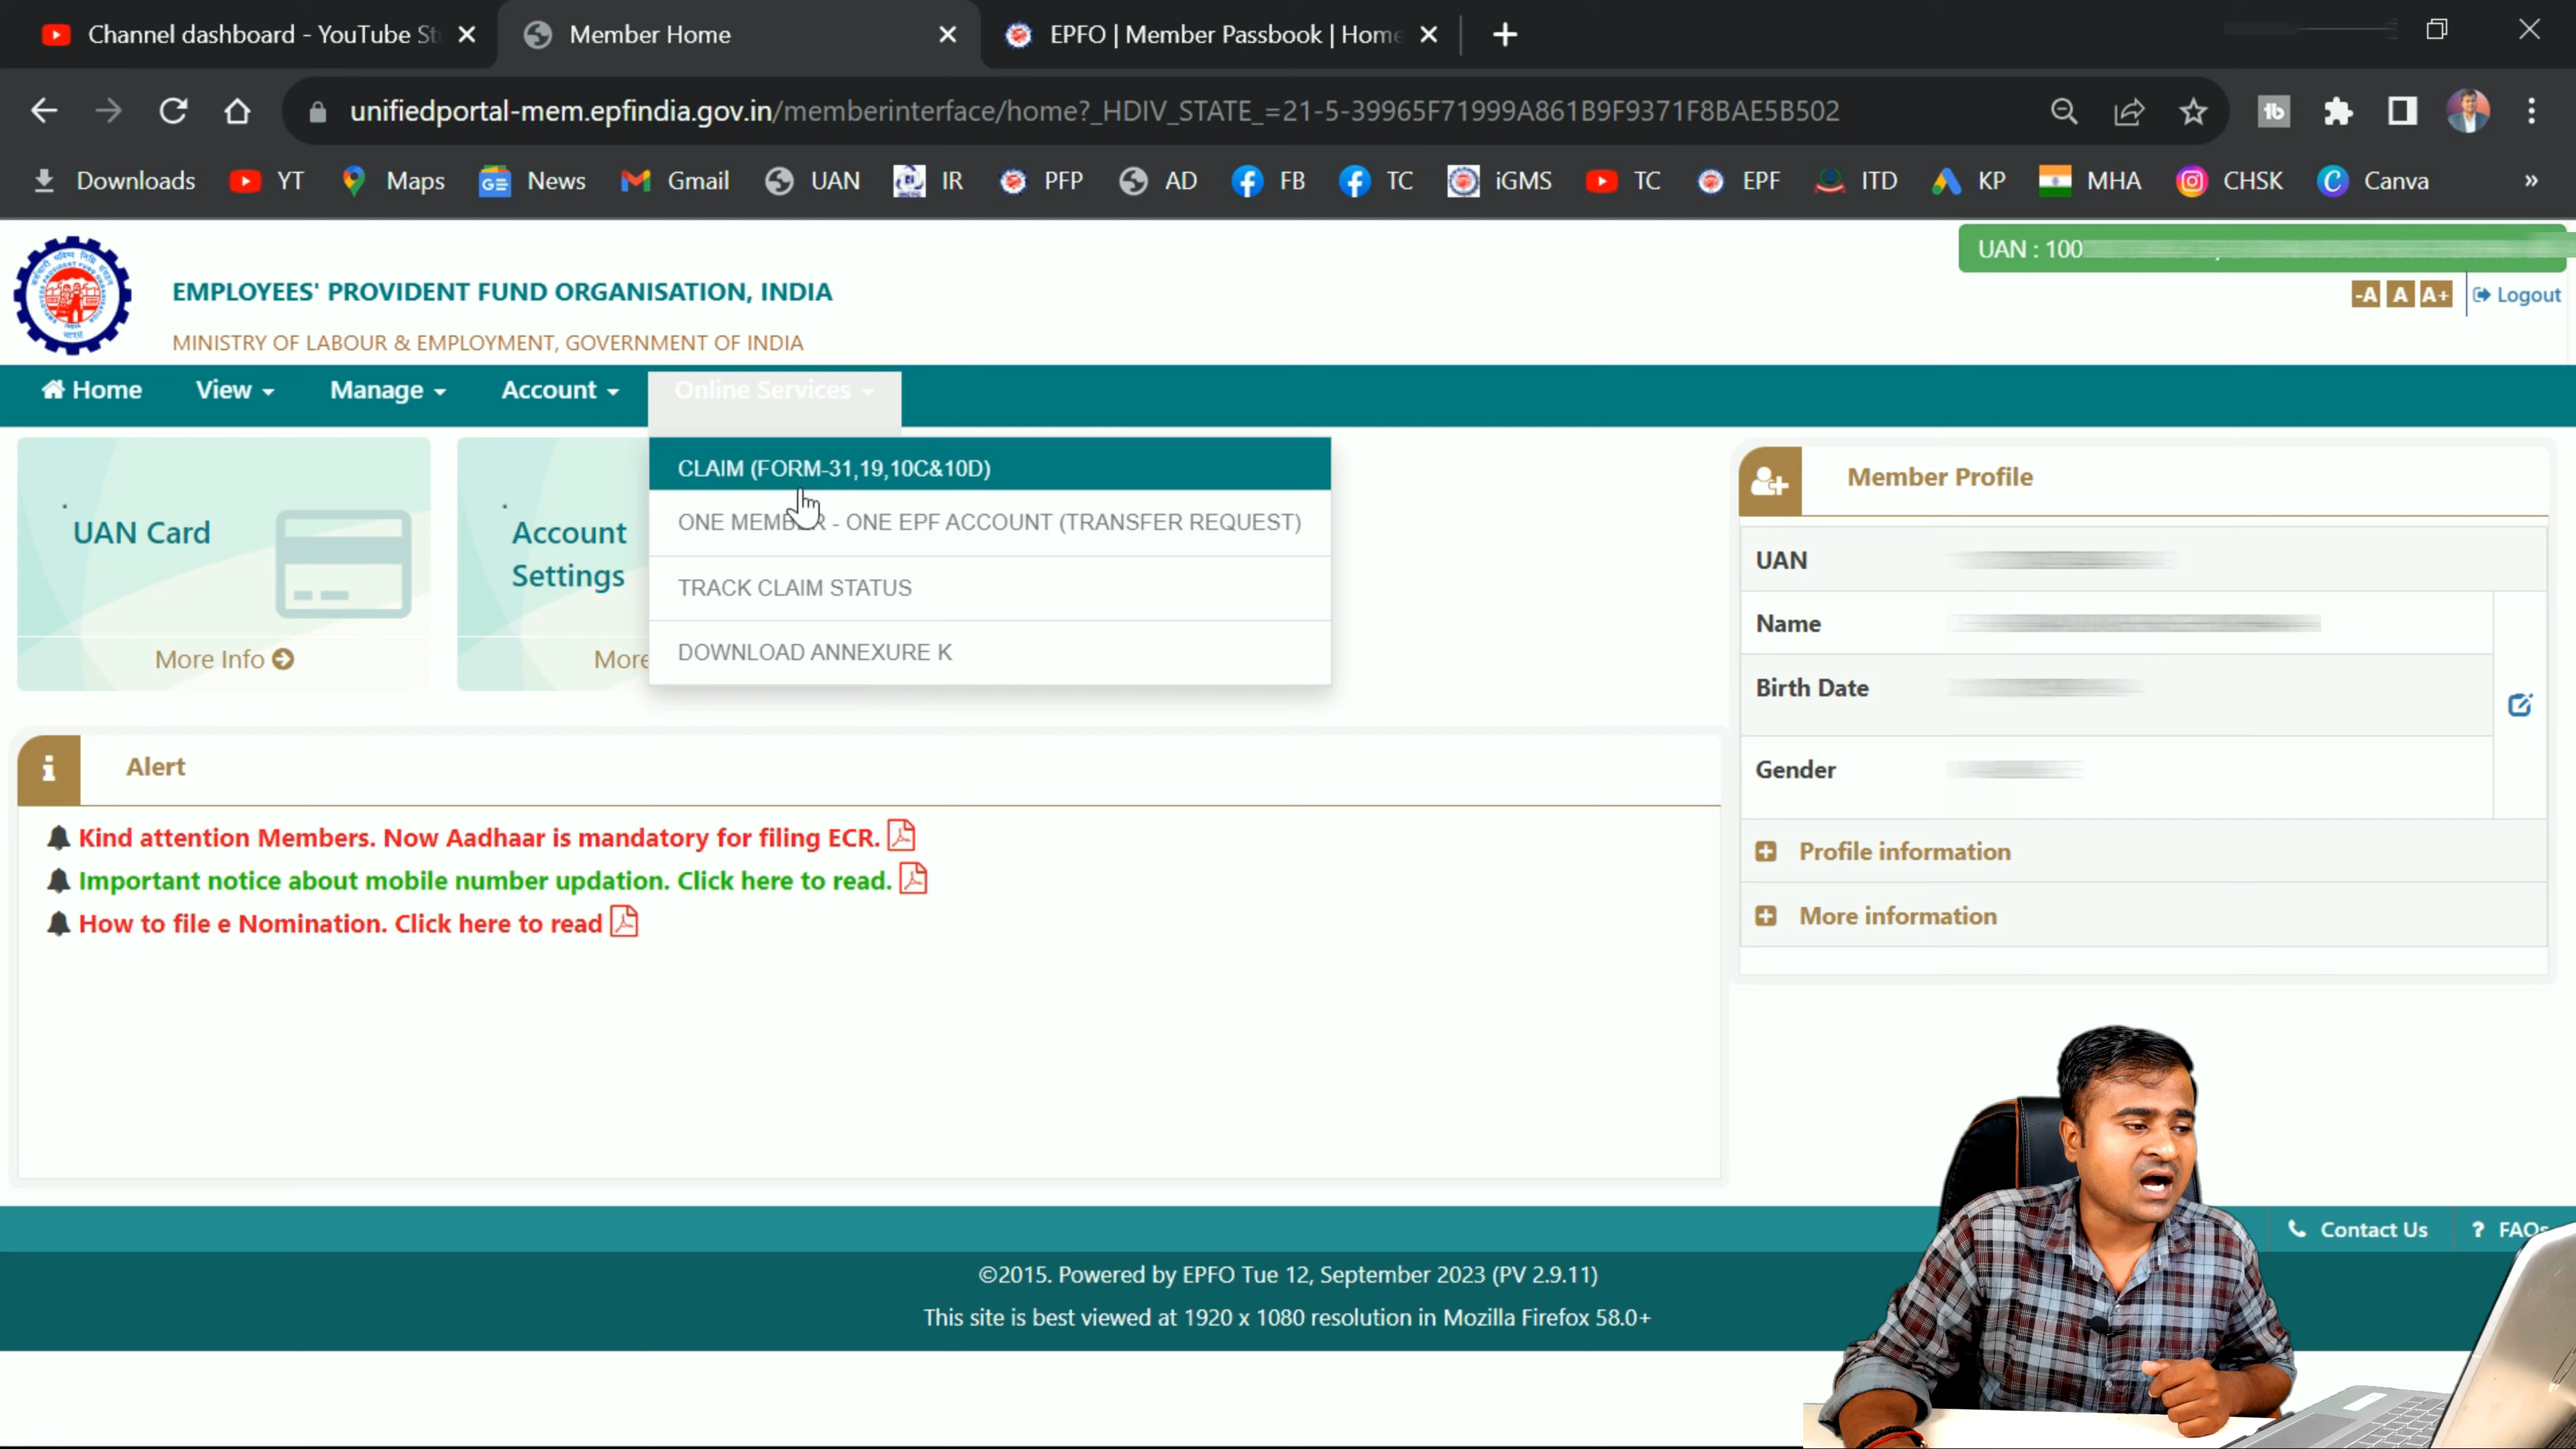 Channel dashboard - YouTube St
Member Home
EPFO | Member Passbook | Home
unifiedportal-mem.epfindia.gov.in/memberinterface/home?_HDIV_STATE_=21-5-39965F71999A861B9F9371F8BAE5B502
Downloads YT Maps News Gmail UAN IR PFP AD FB TC iGMS TC EPF ITD KP MHA CHSK Canva »
UAN : 100
EMPLOYEES' PROVIDENT FUND ORGANISATION, INDIA
-A A A+ Logout
MINISTRY OF LABOUR & EMPLOYMENT, GOVERNMENT OF INDIA
Home View Manage Account Online Services
CLAIM (FORM-31,19,10C&10D)
ONE MEMBER - ONE EPF ACCOUNT (TRANSFER REQUEST)
TRACK CLAIM STATUS
DOWNLOAD ANNEXURE K
UAN Card
More Info
Account
Settings
More
Member Profile
UAN
Name
Birth Date
Gender
Profile information
More information
Alert
Kind attention Members. Now Aadhaar is mandatory for filing ECR.
Important notice about mobile number updation. Click here to read.
How to file e Nomination. Click here to read
Contact Us ? FAQs
©2015. Powered by EPFO Tue 12, September 2023 (PV 2.9.11)
This site is best viewed at 1920 x 1080 resolution in Mozilla Firefox 58.0+